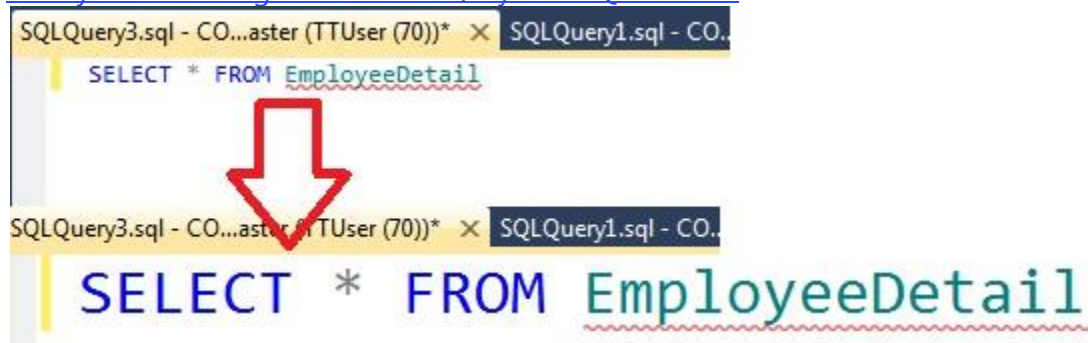 SQLQuery3.sql - CO...aster (TTUser (70))* × SQLQuery1.sql - CO..
SELECT * FROM EmployeeDetail
SQLQuery3.sql - CO...aster (TTUser (70))* × SQLQuery1.sql - CO..
SELECT * FROM EmployeeDetail